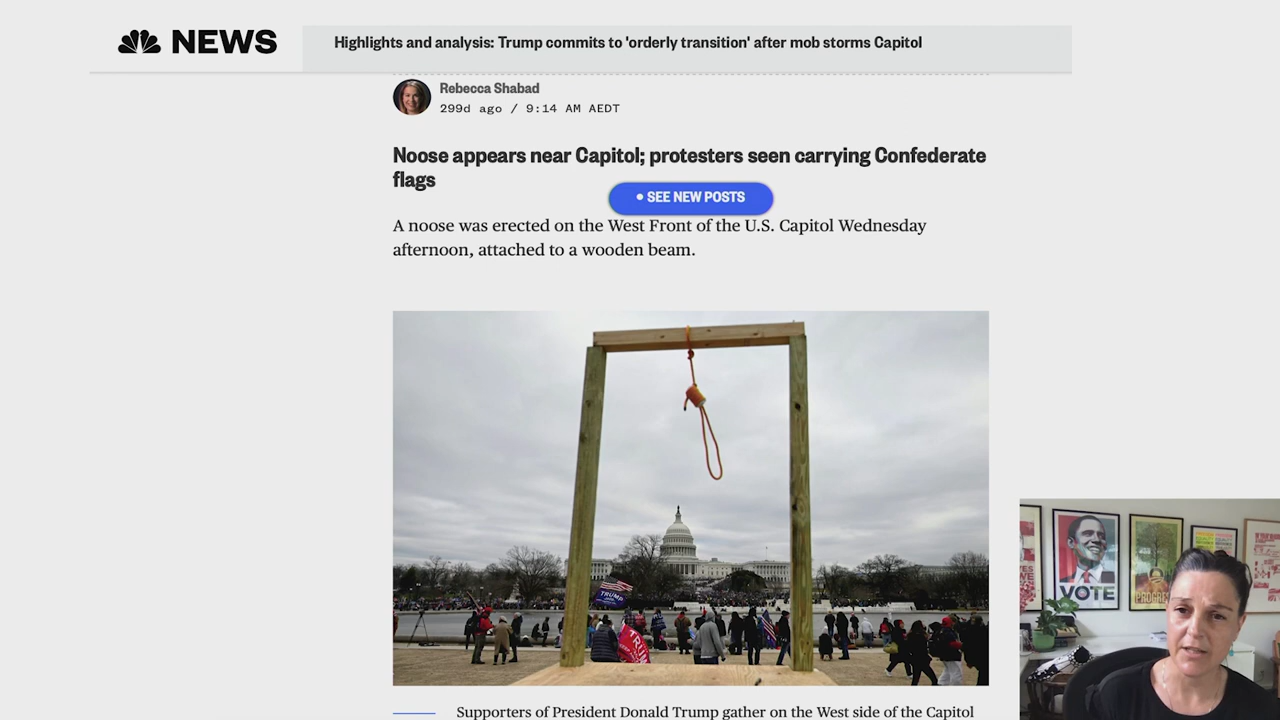 NEWS
Highlights and analysis: Trump commits to 'orderly transition' after mob storms Capitol
Rebecca Shabad
299d ago / 9:14 AM AEDT
Noose appears near Capitol; protesters seen carrying Confederate
flags
• SEE NEW POSTS
A noose was erected on the West Front of the U.S. Capitol Wednesday
afternoon, attached to a wooden beam.
TRUMP
TRUMP
VOTE
PROGRESS
Supporters of President Donald Trump gather on the West side of the Capitol